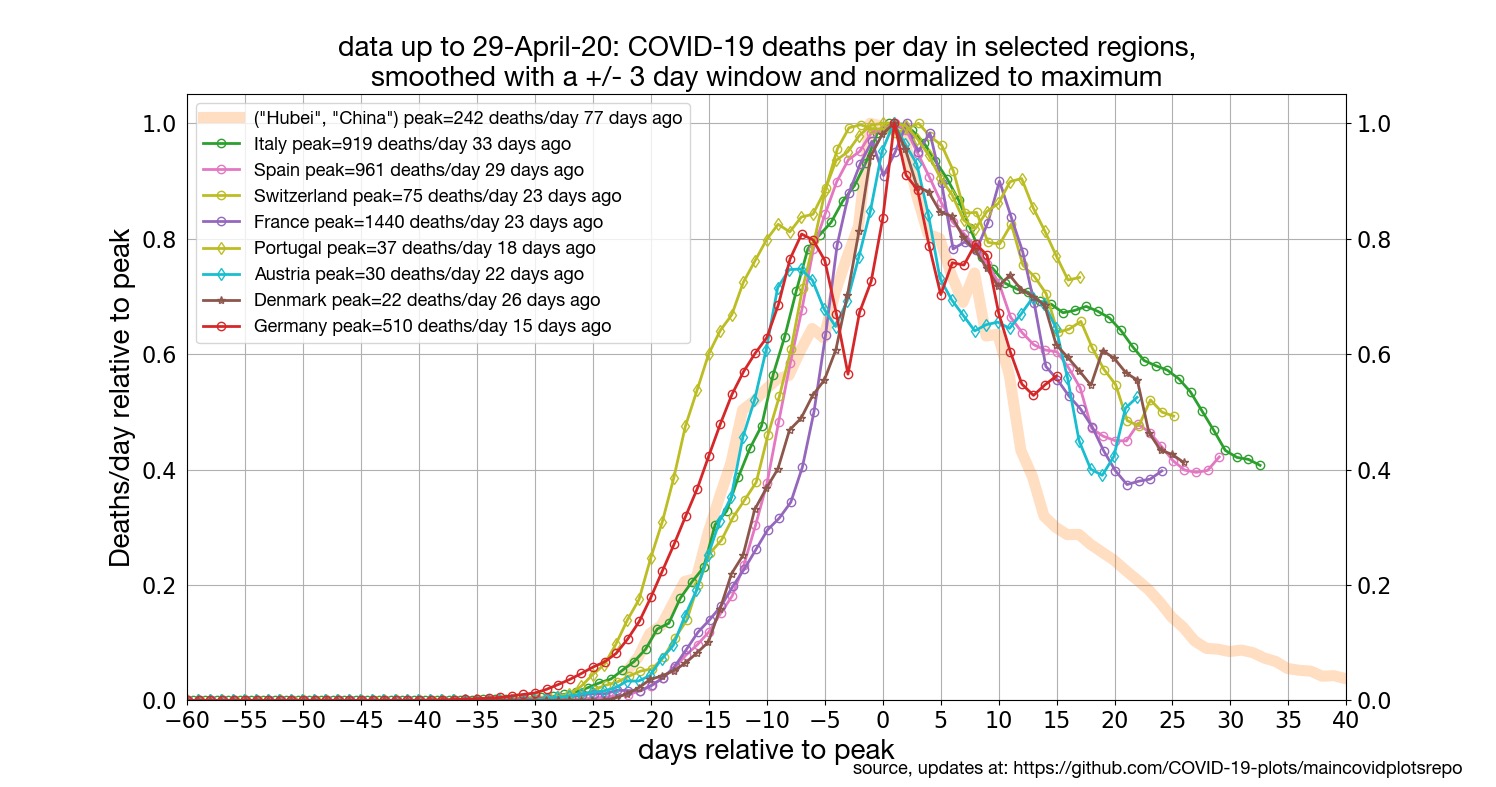 data up to 29-April-20: COVID-19 deaths per day in selected regions,
smoothed with a +/- 3 day window and normalized to maximum
("Hubei", "China") peak=242 deaths/day 77 days ago
Italy peak=919 deaths/day 33 days ago
Spain peak=961 deaths/day 29 days ago
Switzerland peak=75 deaths/day 23 days ago
France peak=1440 deaths/day 23 days ago
Portugal peak=37 deaths/day 18 days ago
Austria peak=30 deaths/day 22 days ago
Denmark peak=22 deaths/day 26 days ago
Germany peak=510 deaths/day 15 days ago
Deaths/day relative to peak
1.0 1.0
0.8 0.8
0.6 0.6
0.4 0.4
0.2 0.2
0.0 0.0
−60 −55 −50 −45 −40 −35 −30 −25 −20 −15 −10 −5 0 5 10 15 20 25 30 35 40
days relative to peak
source, updates at: https://github.com/COVID-19-plots/maincovidplotsrepo